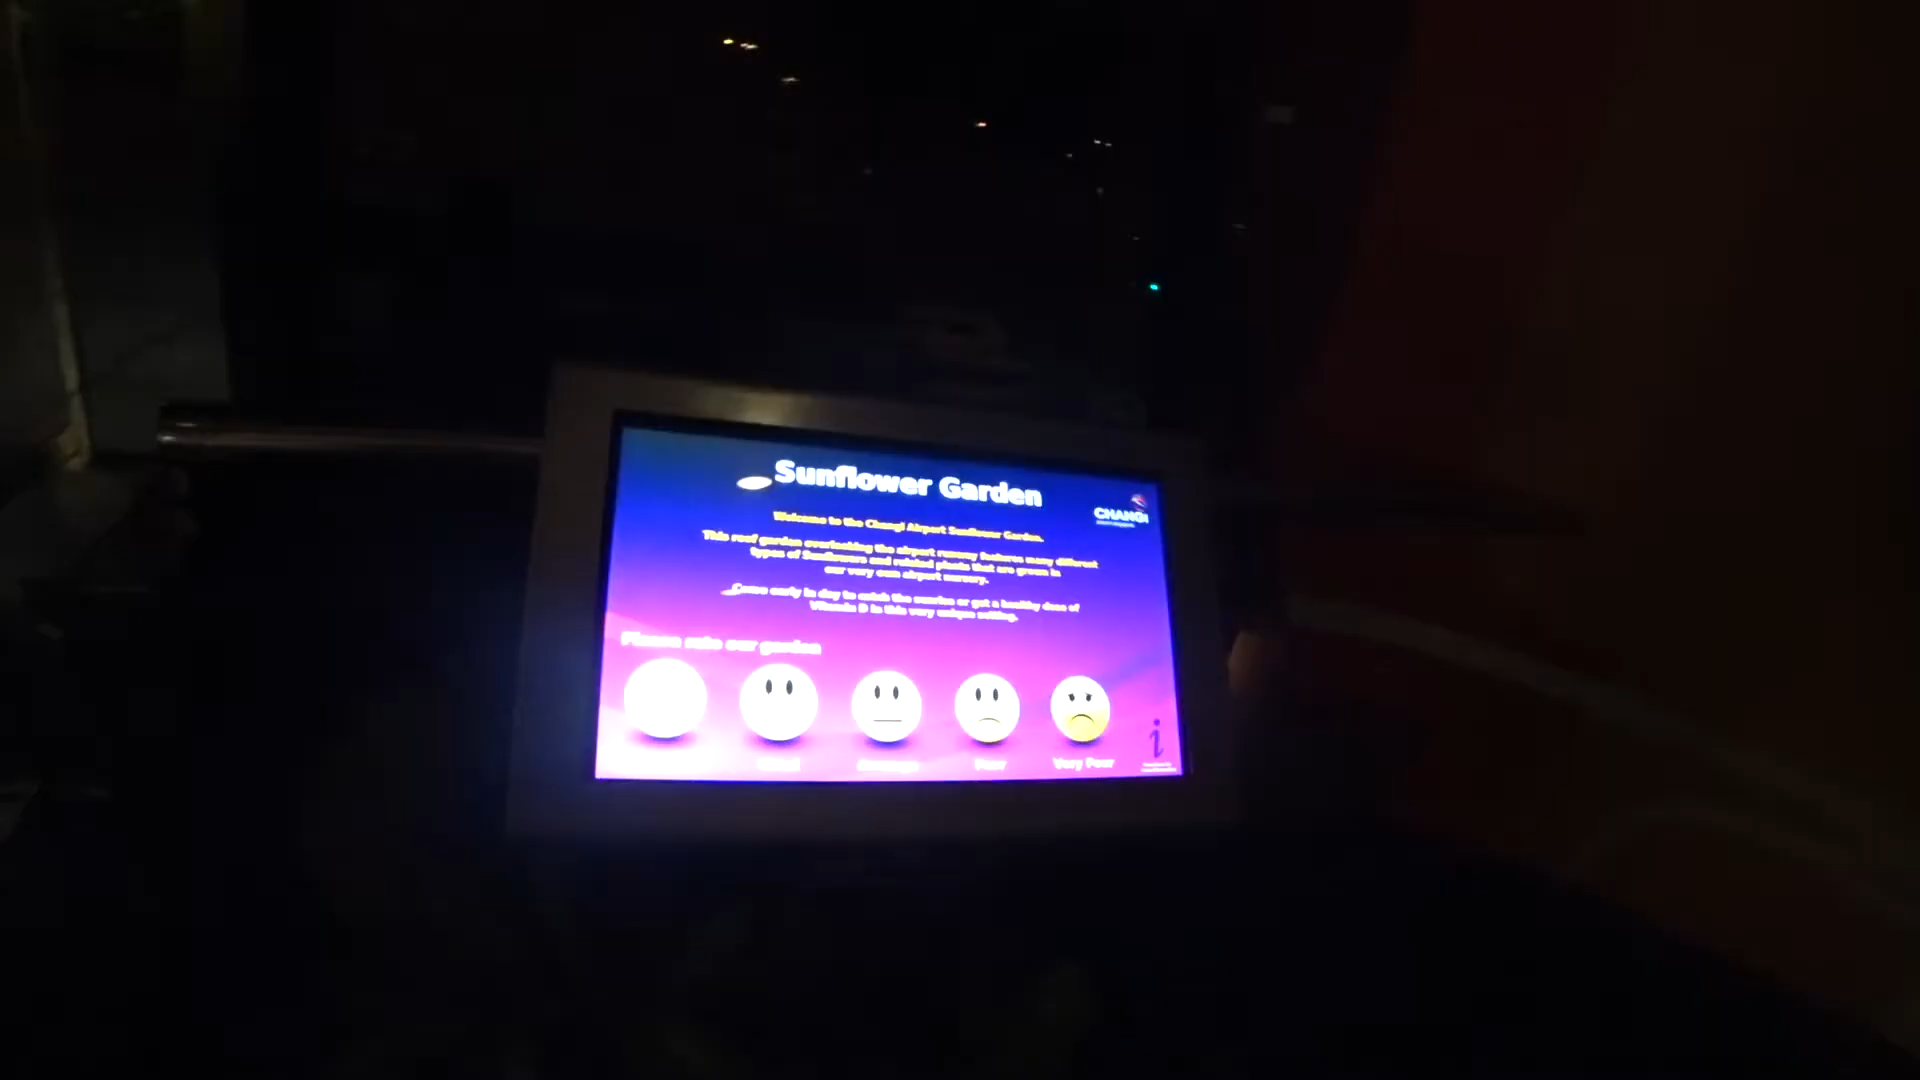 Sunflower Garden
CHANGI
Welcome to the Changi Airport Sunflower Garden.
This roof garden overlooking the airport runway features many different
types of Sunflowers and related plants that are grown in
our very own airport nursery.
Come early in day to catch the sunrise or get a healthy dose of
Vitamin D in this very unique setting.
Please rate our garden
Good
Average
Poor
Very Poor
i